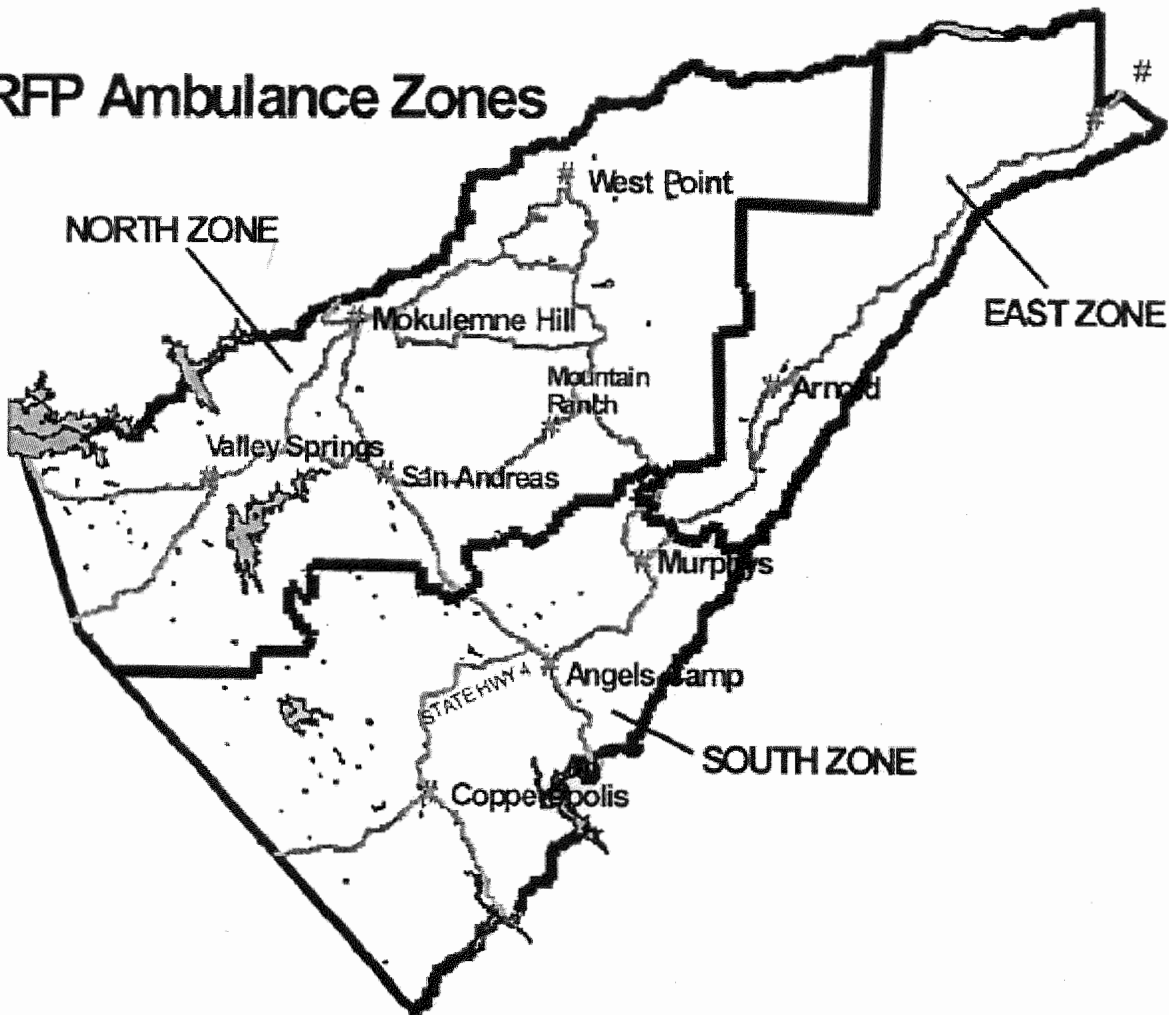 RFP Ambulance Zones
#
#
# West Point
NORTH ZONE
EAST ZONE
# Mokulemne Hill
Mountain
Ranch
#
# Arnold
Valley Springs
#
# San Andreas
# Murphys
# Angels Camp
STATE HWY 4
SOUTH ZONE
# Copperopolis